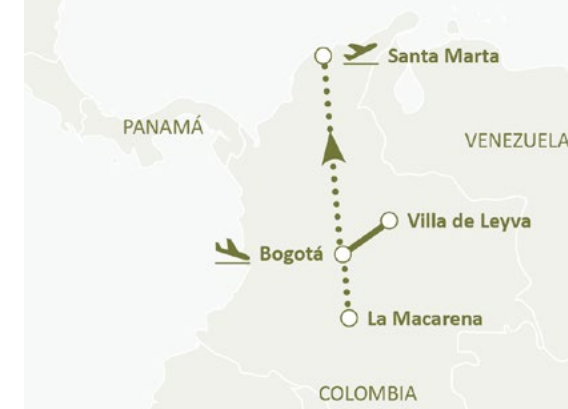 Santa Marta
PANAMÁ
VENEZUELA
Villa de Leyva
Bogotá
La Macarena
COLOMBIA